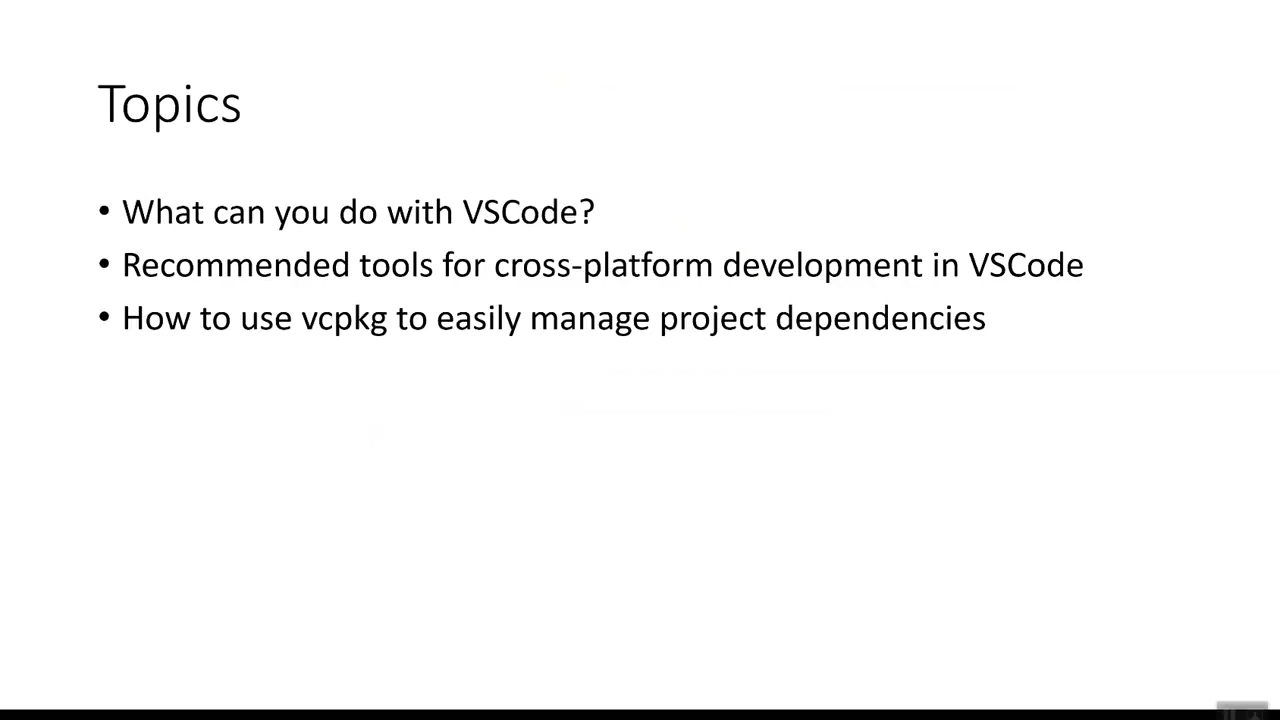 Topics
• What can you do with VSCode?
• Recommended tools for cross-platform development in VSCode
• How to use vcpkg to easily manage project dependencies